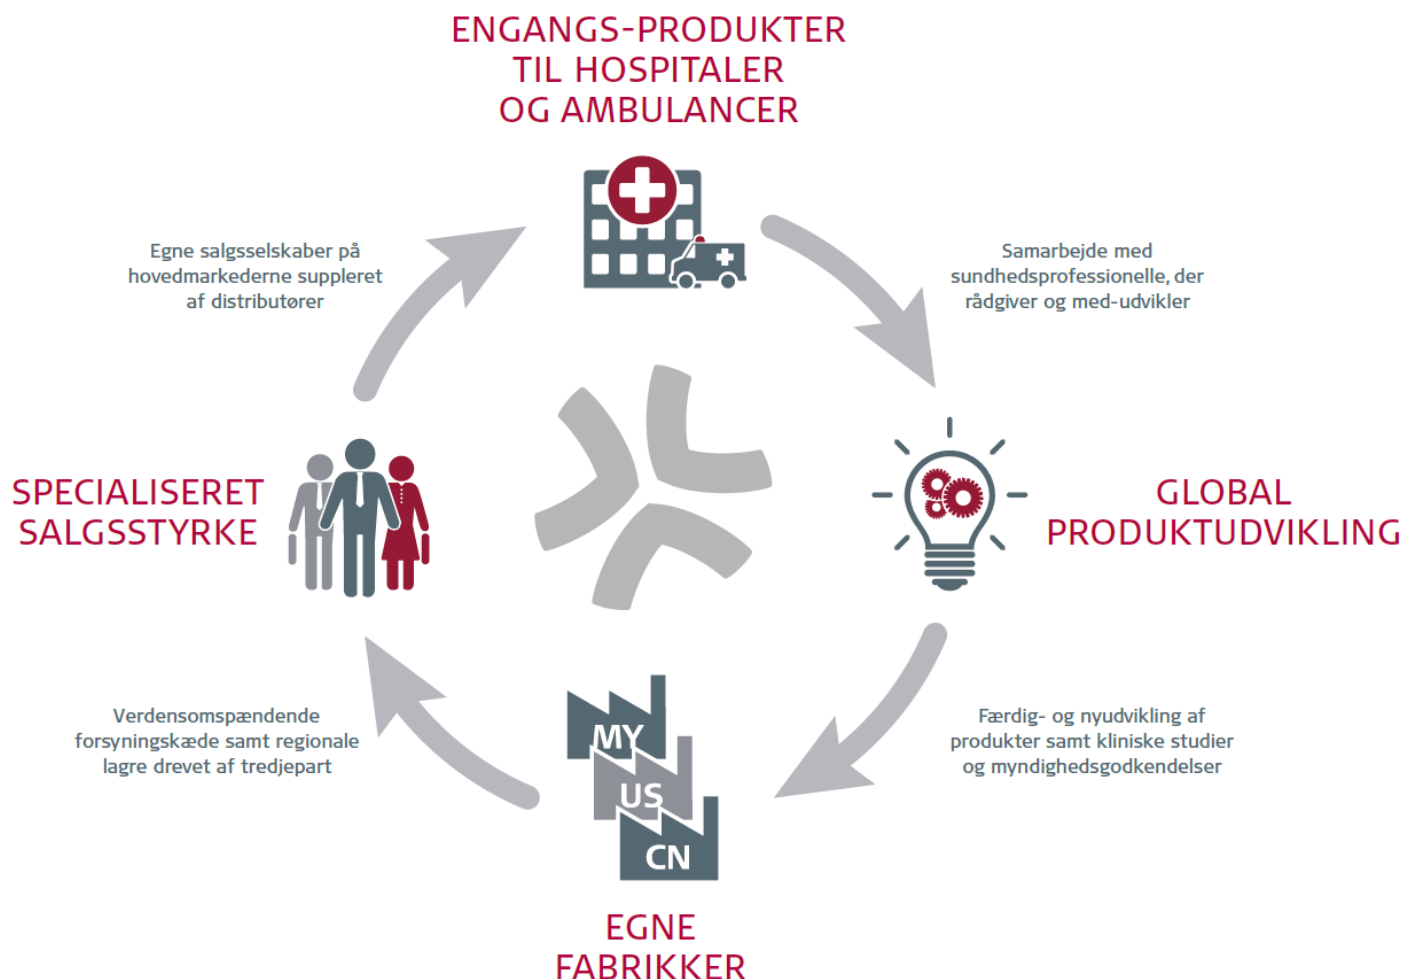 ENGANGS-PRODUKTER
TIL HOSPITALER
OG AMBULANCER
Egne salgsselskaber på
hovedmarkederne suppleret
af distributører
Samarbejde med
sundhedsprofessionelle, der
rådgiver og med-udvikler
SPECIALISERET
SALGSSTYRKE
GLOBAL
PRODUKTUDVIKLING
Verdensomspændende
forsyningskæde samt regionale
lagre drevet af tredjepart
MY
US
CN
Færdig- og nyudvikling af
produkter samt kliniske studier
og myndighedsgodkendelser
EGNE
FABRIKKER